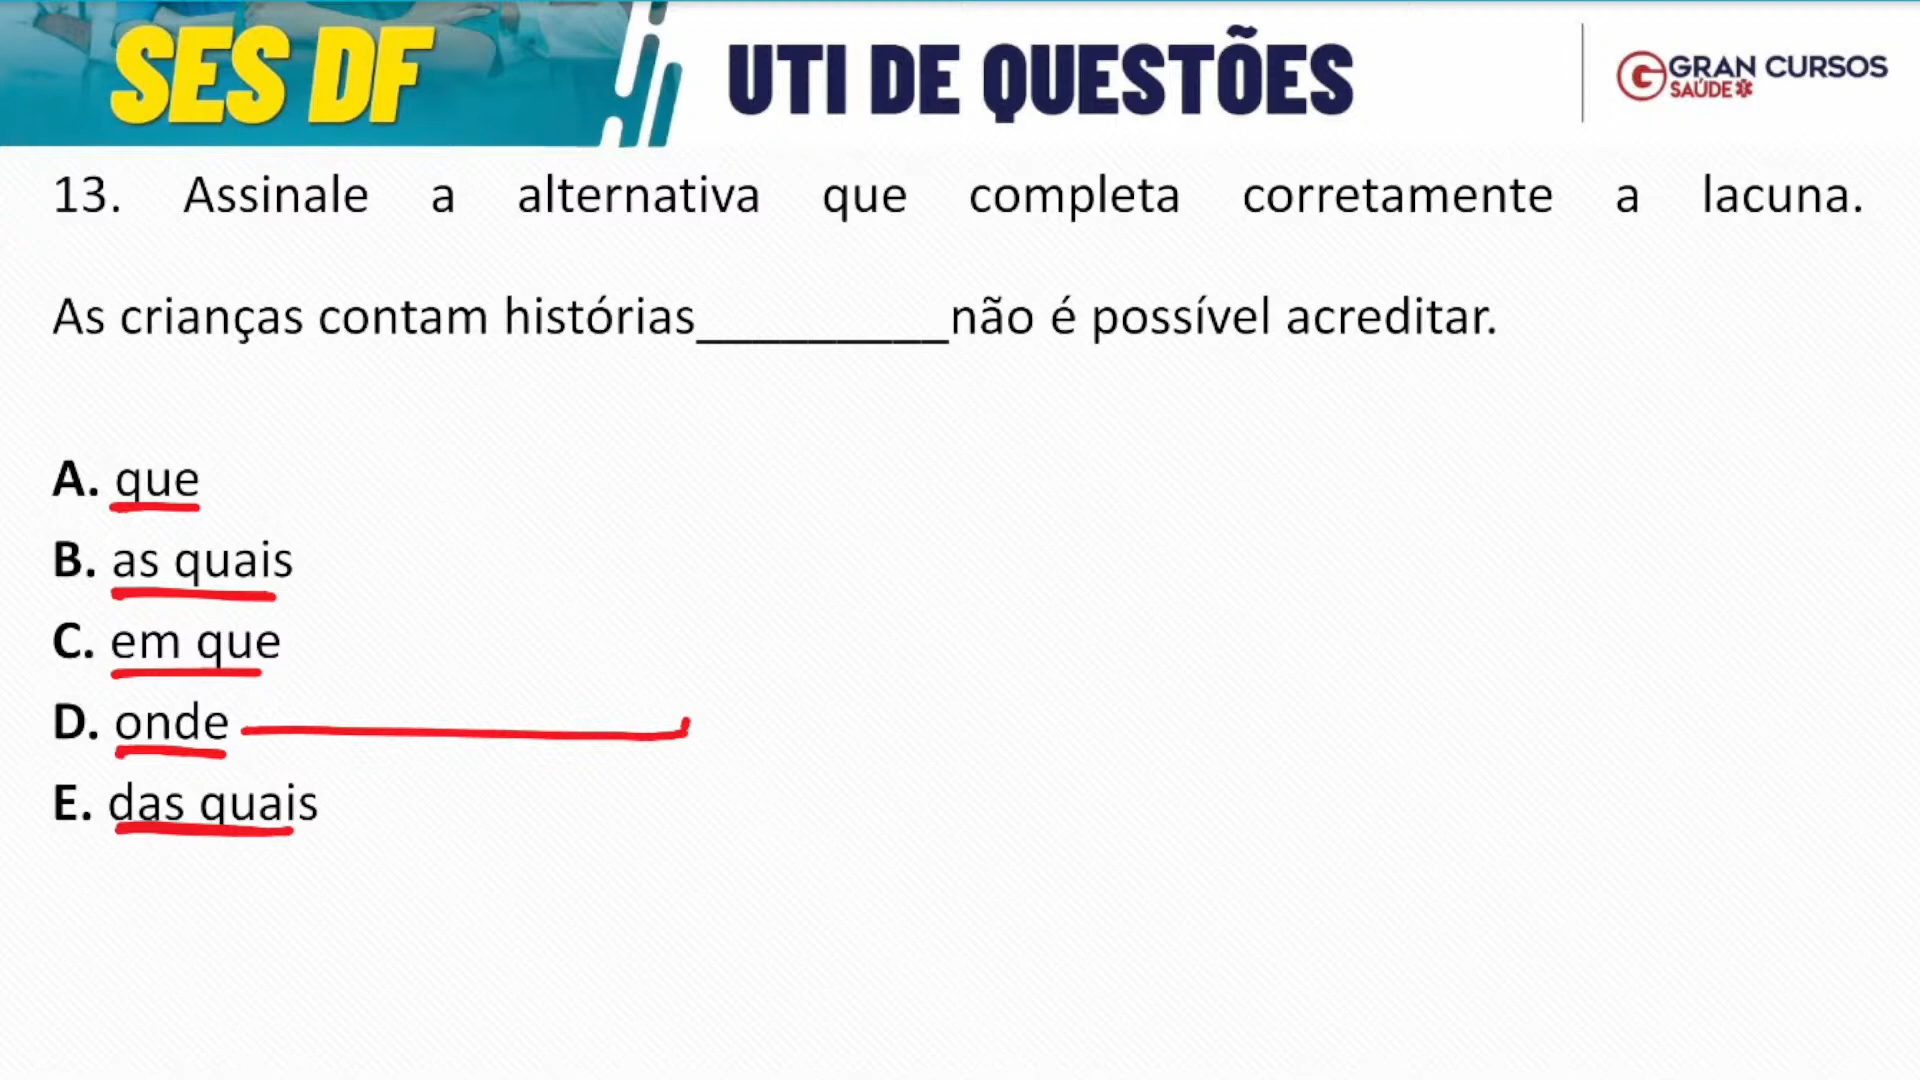 SES DF
UTI DE QUESTÕES
GRAN CURSOS
SAÚDE
13. Assinale a alternativa que completa corretamente a lacuna.
As crianças contam histórias_________não é possível acreditar.
A. que
B. as quais
C. em que
D. onde
E. das quais